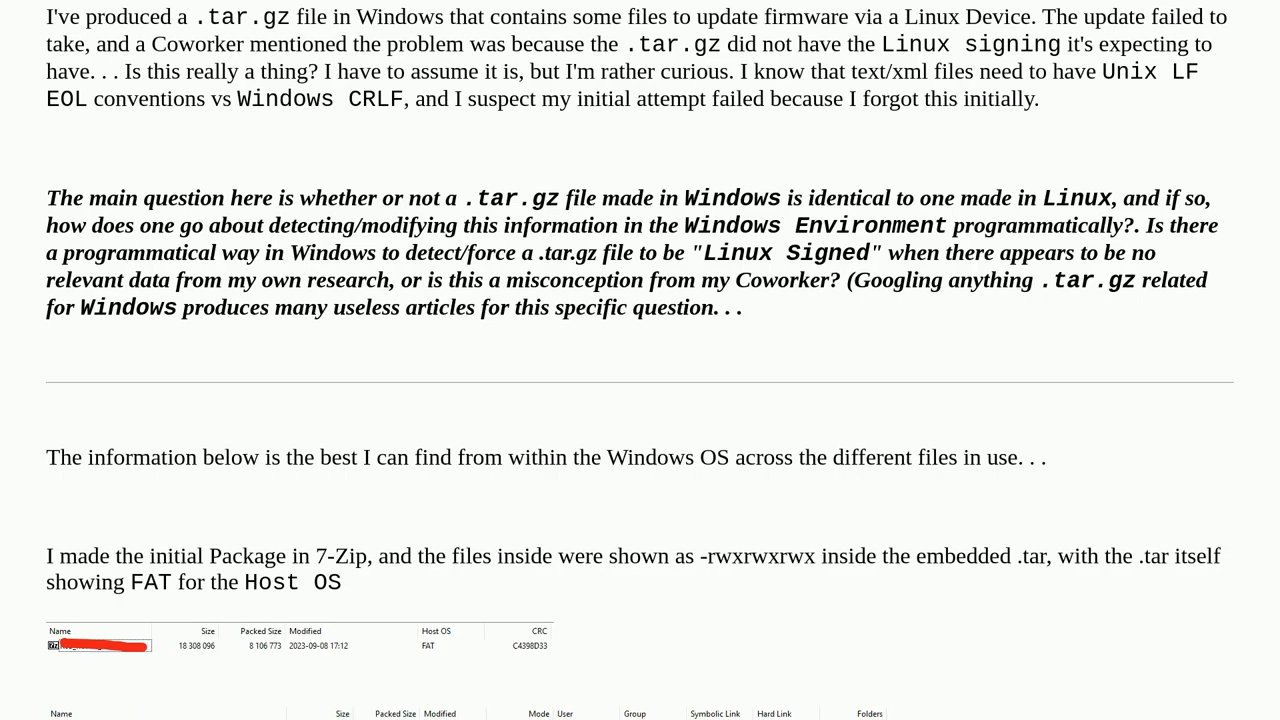 I've produced a .tar.gz file in Windows that contains some files to update firmware via a Linux Device. The update failed to
take, and a Coworker mentioned the problem was because the .tar.gz did not have the Linux signing it's expecting to
have. . . Is this really a thing? I have to assume it is, but I'm rather curious. I know that text/xml files need to have Unix LF
EOL conventions vs Windows CRLF, and I suspect my initial attempt failed because I forgot this initially.
The main question here is whether or not a .tar.gz file made in Windows is identical to one made in Linux, and if so,
how does one go about detecting/modifying this information in the Windows Environment programmatically?. Is there
a programmatical way in Windows to detect/force a .tar.gz file to be "Linux Signed" when there appears to be no
relevant data from my own research, or is this a misconception from my Coworker? (Googling anything .tar.gz related
for Windows produces many useless articles for this specific question. . .
The information below is the best I can find from within the Windows OS across the different files in use. . .
I made the initial Package in 7-Zip, and the files inside were shown as -rwxrwxrwx inside the embedded .tar, with the .tar itself
showing FAT for the Host OS
Name Size Packed Size Modified Host OS CRC
18 308 096 8 106 773 2023-09-08 17:12 FAT C4398D33
Name Size Packed Size Modified Mode User Group Symbolic Link Hard Link Folders